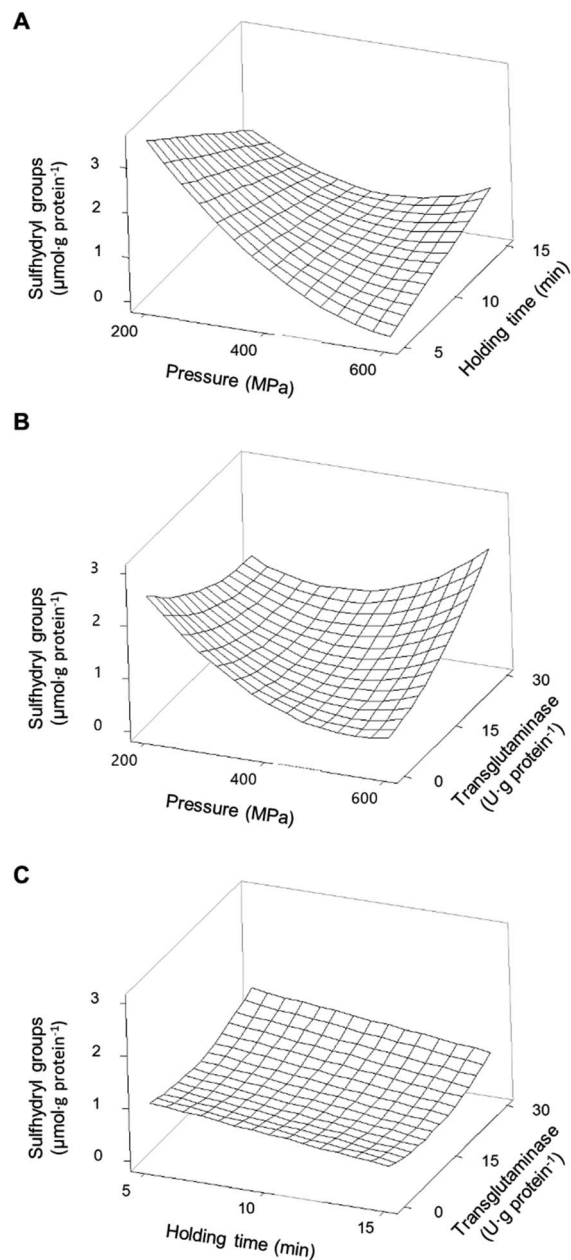 A
Sulfhydryl groups
(µmol·g protein⁻¹)
3
2
1
0
200
400
600
Pressure (MPa)
5
10
15
Holding time (min)
B
Sulfhydryl groups
(µmol·g protein⁻¹)
3
2
1
0
200
400
600
Pressure (MPa)
0
15
30
Transglutaminase
(U·g protein⁻¹)
C
Sulfhydryl groups
(µmol·g protein⁻¹)
3
2
1
0
5
10
15
Holding time (min)
0
15
30
Transglutaminase
(U·g protein⁻¹)